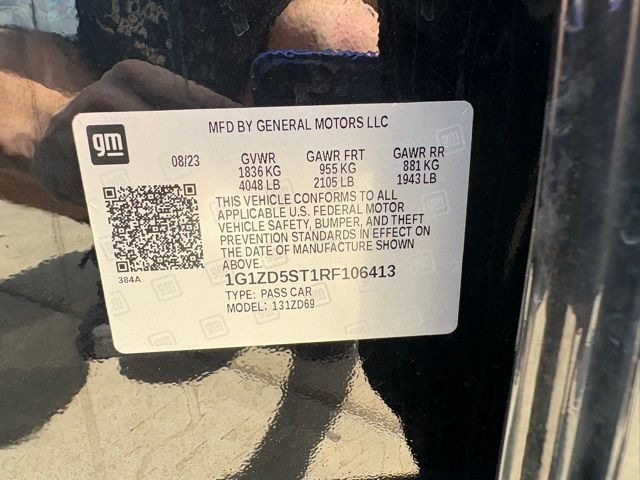 gm
MFD BY GENERAL MOTORS LLC
08/23 GVWR GAWR FRT GAWR RR
1836 KG 955 KG 881 KG
4048 LB 2105 LB 1943 LB
THIS VEHICLE CONFORMS TO ALL
APPLICABLE U.S. FEDERAL MOTOR
VEHICLE SAFETY, BUMPER, AND THEFT
PREVENTION STANDARDS IN EFFECT ON
THE DATE OF MANUFACTURE SHOWN
ABOVE.
384A
1G1ZD5ST1RF106413
TYPE: PASS CAR
MODEL: 131ZD69